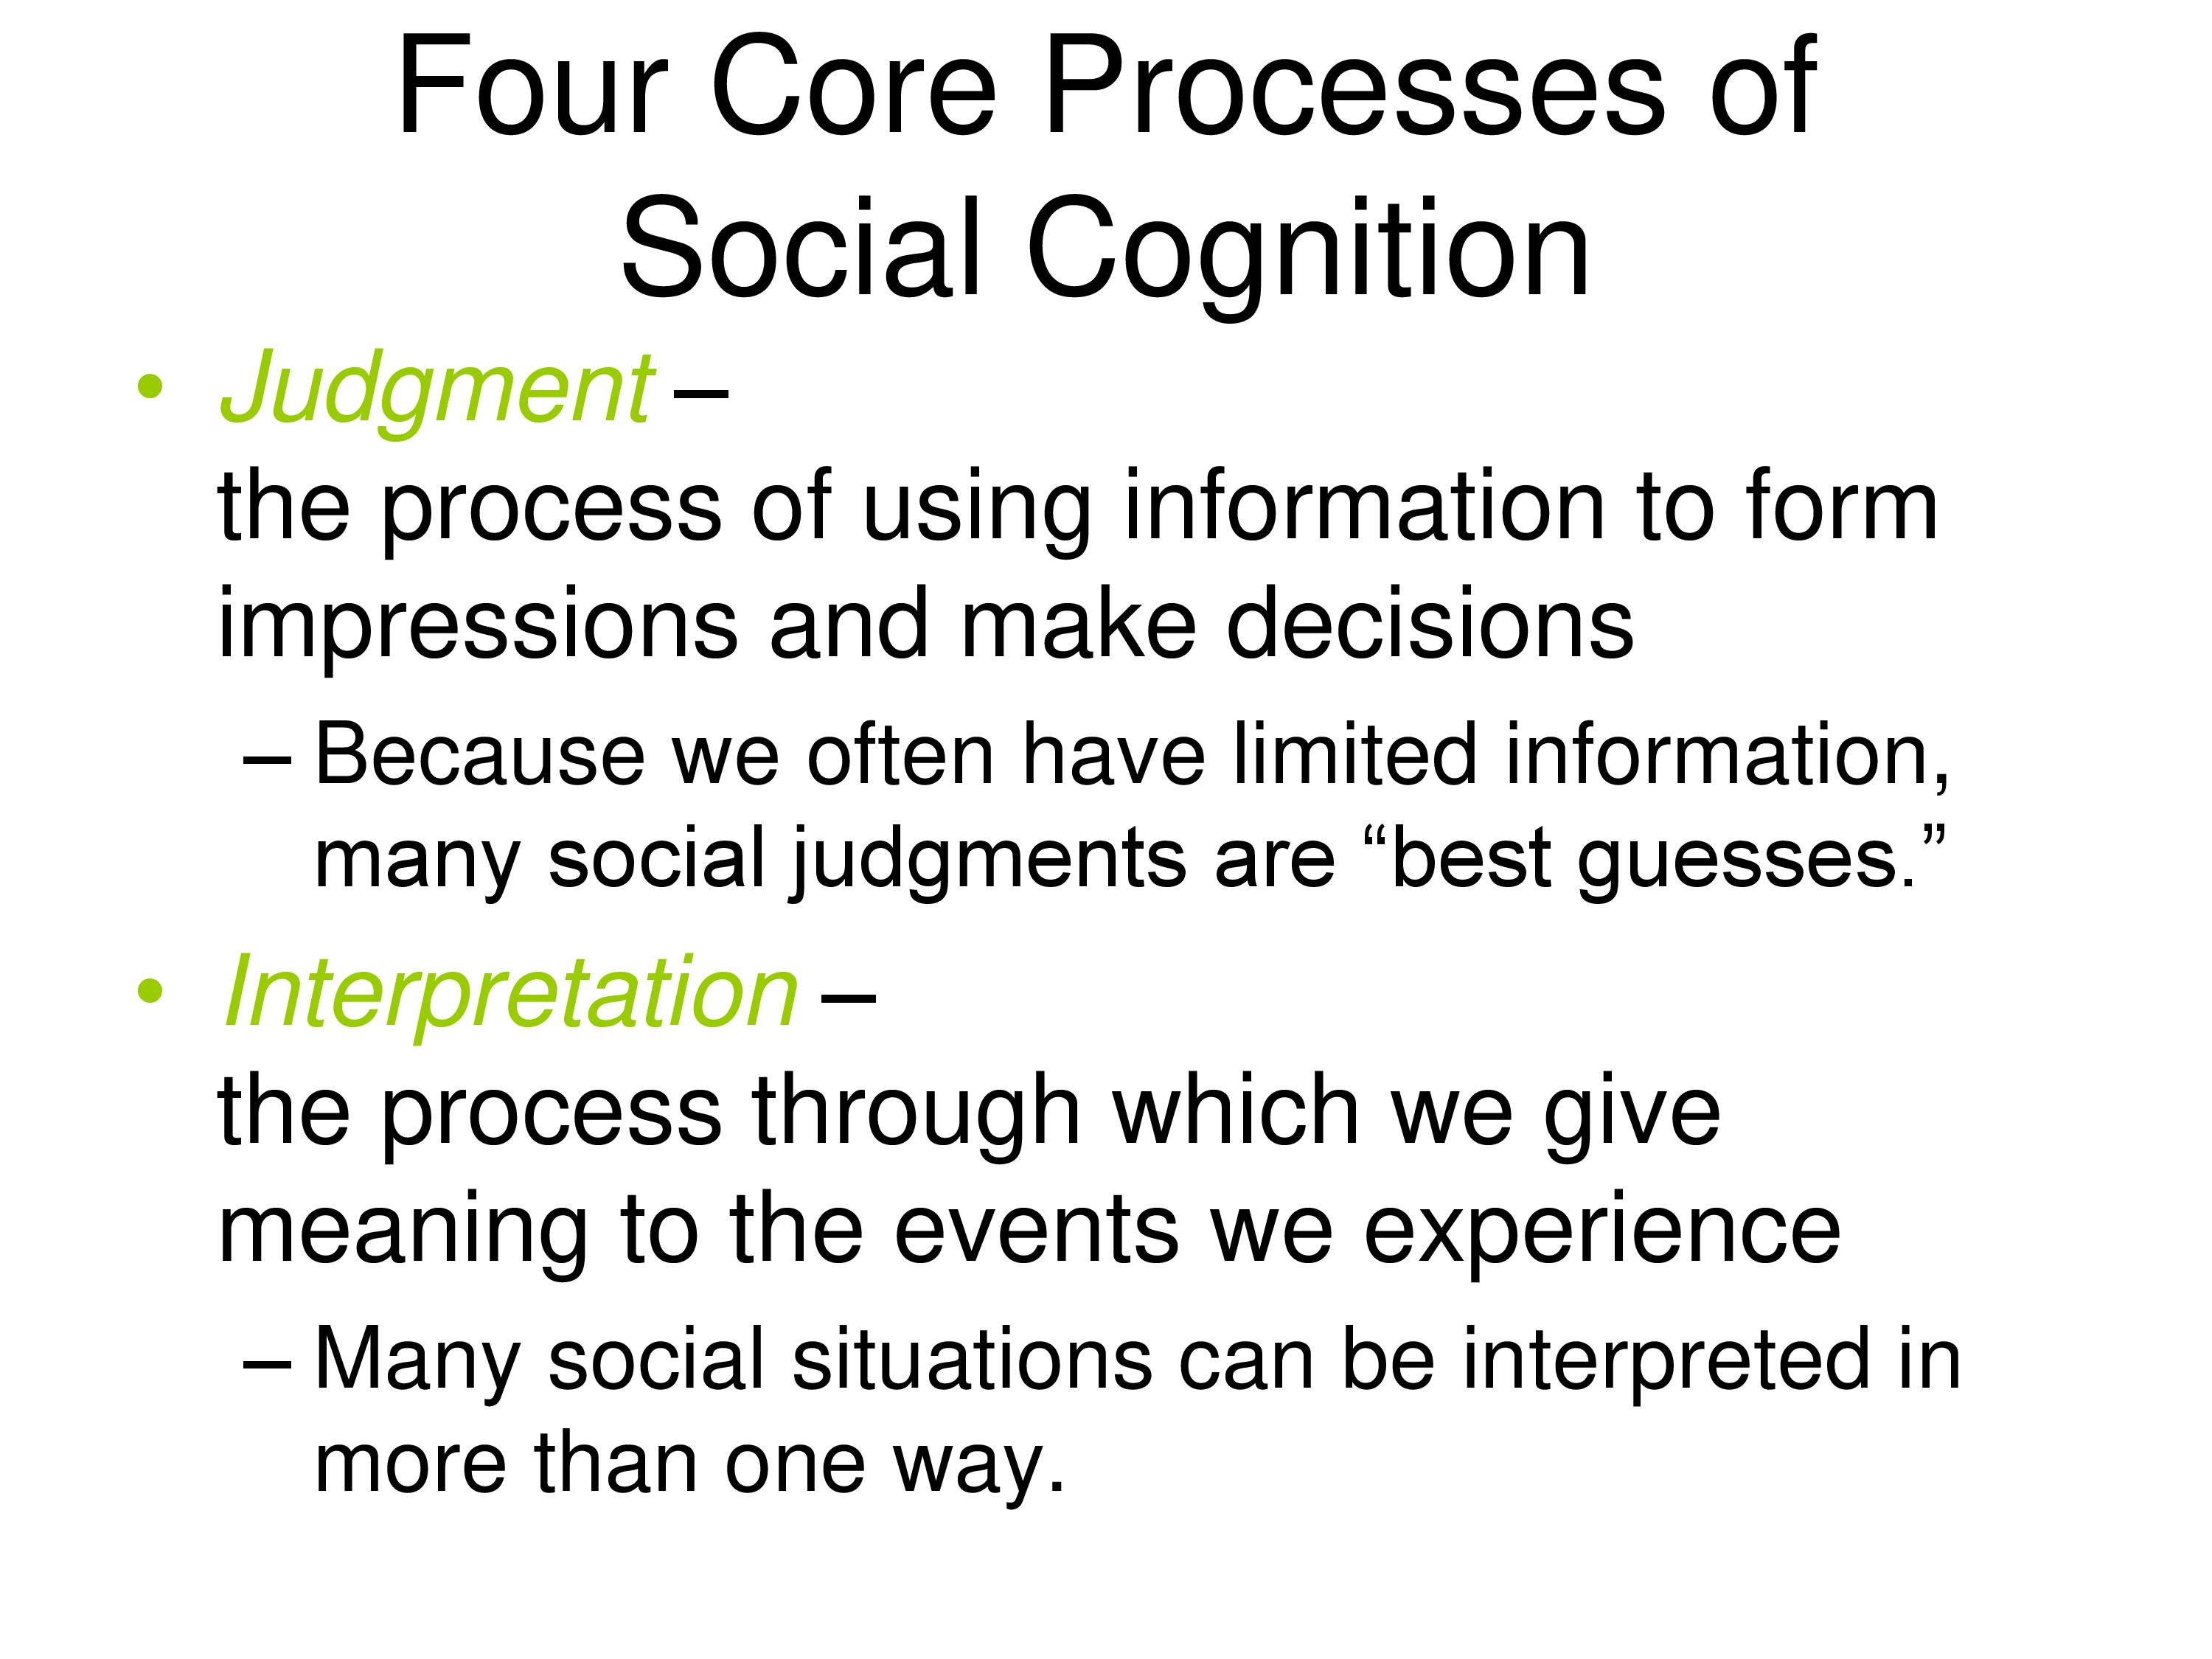 Four Core Processes of
Social Cognition
• Judgment –
the process of using information to form
impressions and make decisions
– Because we often have limited information,
many social judgments are “best guesses.”
• Interpretation –
the process through which we give
meaning to the events we experience
– Many social situations can be interpreted in
more than one way.